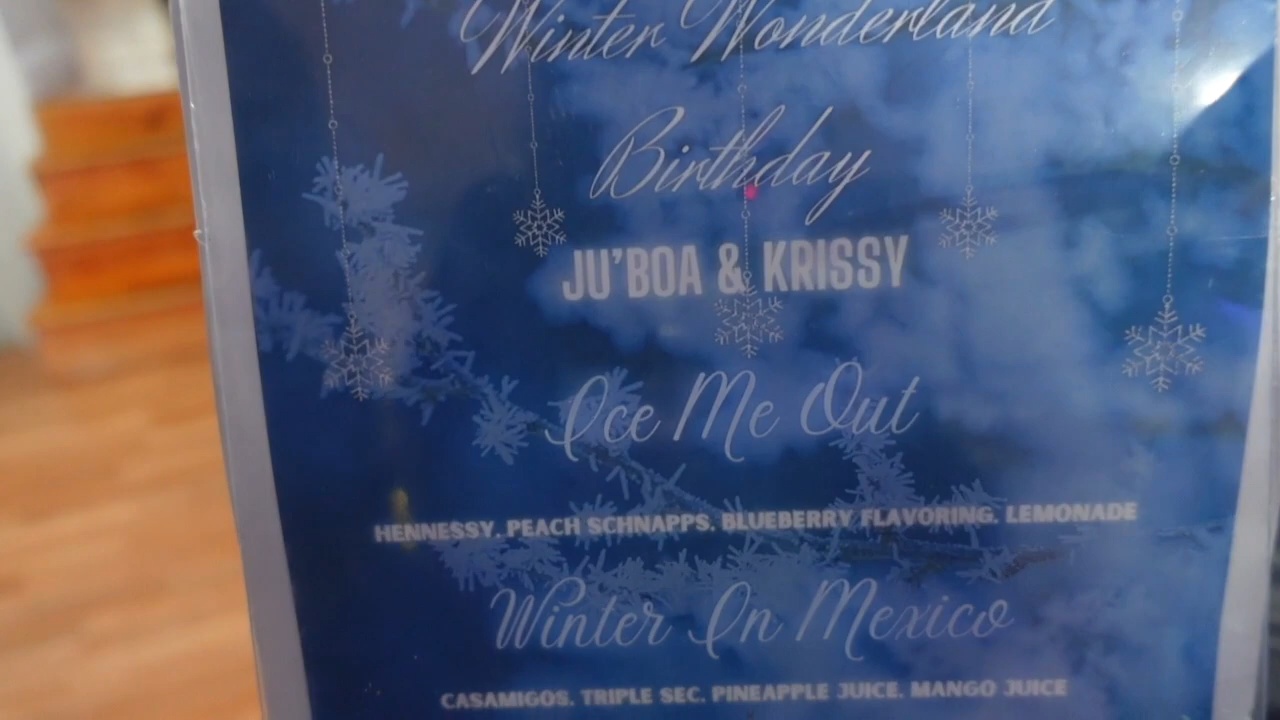 Winter Wonderland
Birthday
JU'BOA & KRISSY
Ice Me Out
HENNESSY, PEACH SCHNAPPS, BLUEBERRY FLAVORING, LEMONADE
Winter In Mexico
CASAMIGOS, TRIPLE SEC, PINEAPPLE JUICE, MANGO JUICE